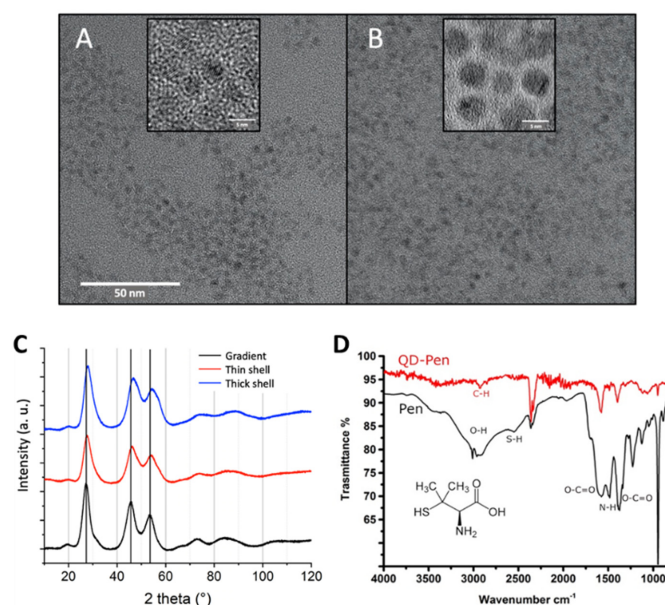 A
B
50 nm
C
Gradient
Thin shell
Thick shell
Intensity (a. u.)
20 40 60 80 100 120
2 theta (°)
D
QD-Pen
C-H
Pen
O-H
S-H
O-C=O
N-H
O-C=O
H₃C
CH₃ O
HS
OH
NH₂
Trasmittance %
100
95
90
85
80
75
70
65
4000 3500 3000 2500 2000 1500 1000
Wavenumber cm⁻¹